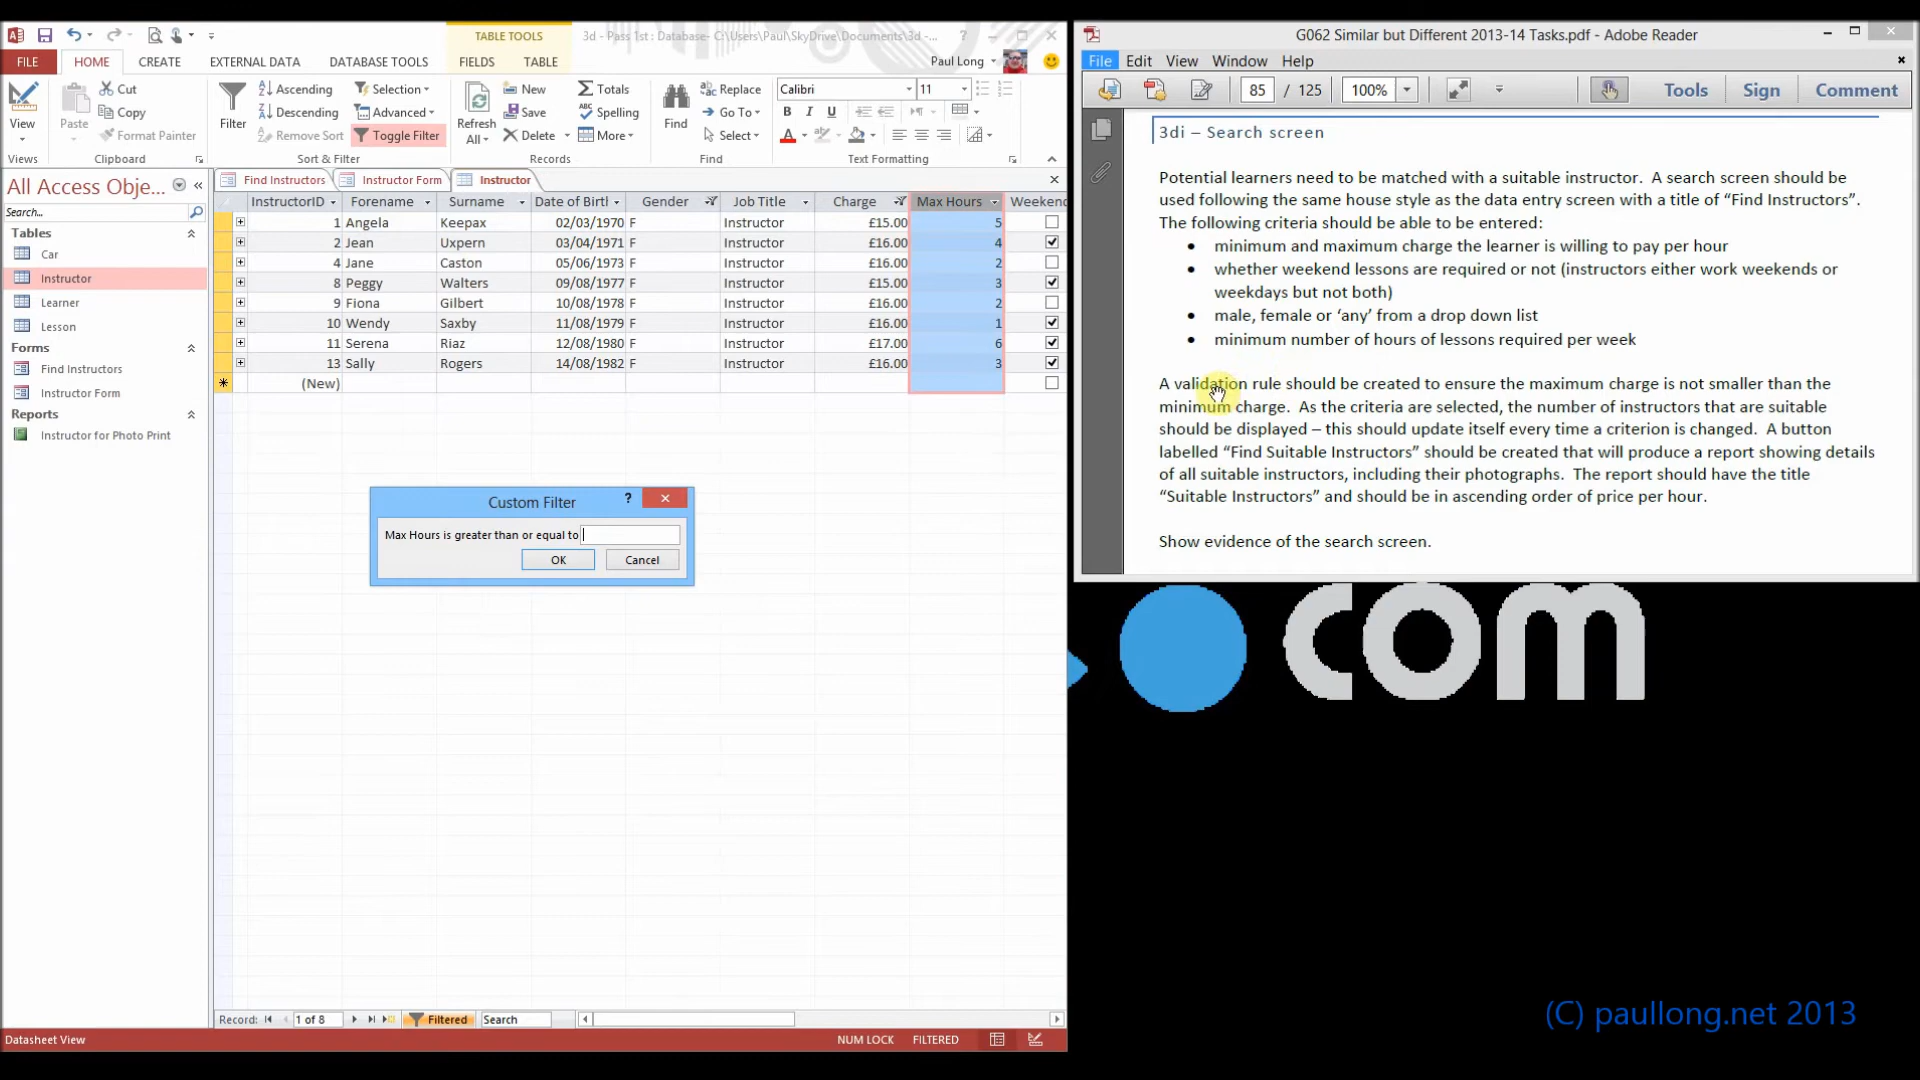 TABLE TOOLS
3d - Pass 1st : Database- C:\Users\Paul\SkyDrive\Documents\3d -...
FILE HOME CREATE EXTERNAL DATA DATABASE TOOLS FIELDS TABLE
Paul Long
View
Views
Paste
Cut
Copy
Format Painter
Clipboard
Filter
Ascending
Descending
Remove Sort
Selection
Advanced
Toggle Filter
Sort & Filter
Refresh
All
New
Save
Delete
Totals
Spelling
More
Records
Find
Replace
Go To
Select
Find
Calibri 11
B I U
A
Text Formatting
All Access Obje...
Search...
Tables
Car
Instructor
Learner
Lesson
Forms
Find Instructors
Instructor Form
Reports
Instructor for Photo Print
Find Instructors Instructor Form Instructor
InstructorID Forename Surname Date of Birth Gender Job Title Charge Max Hours Weekend
1 Angela Keepax 02/03/1970 F Instructor £15.00 5
2 Jean Uxpern 03/04/1971 F Instructor £16.00 4
4 Jane Caston 05/06/1973 F Instructor £16.00 2
8 Peggy Walters 09/08/1977 F Instructor £15.00 3
9 Fiona Gilbert 10/08/1978 F Instructor £16.00 2
10 Wendy Saxby 11/08/1979 F Instructor £16.00 1
11 Serena Riaz 12/08/1980 F Instructor £17.00 6
13 Sally Rogers 14/08/1982 F Instructor £16.00 3
(New)
Custom Filter
Max Hours is greater than or equal to
OK Cancel
Record: 1 of 8 Filtered Search
Datasheet View
NUM LOCK FILTERED
G062 Similar but Different 2013-14 Tasks.pdf - Adobe Reader
File Edit View Window Help
85 / 125 100% Tools Sign Comment
3di – Search screen
Potential learners need to be matched with a suitable instructor. A search screen should be
used following the same house style as the data entry screen with a title of “Find Instructors”.
The following criteria should be able to be entered:
• minimum and maximum charge the learner is willing to pay per hour
• whether weekend lessons are required or not (instructors either work weekends or
weekdays but not both)
• male, female or ‘any’ from a drop down list
• minimum number of hours of lessons required per week
A validation rule should be created to ensure the maximum charge is not smaller than the
minimum charge. As the criteria are selected, the number of instructors that are suitable
should be displayed – this should update itself every time a criterion is changed. A button
labelled “Find Suitable Instructors” should be created that will produce a report showing details
of all suitable instructors, including their photographs. The report should have the title
“Suitable Instructors” and should be in ascending order of price per hour.
Show evidence of the search screen.
com
(C) paullong.net 2013